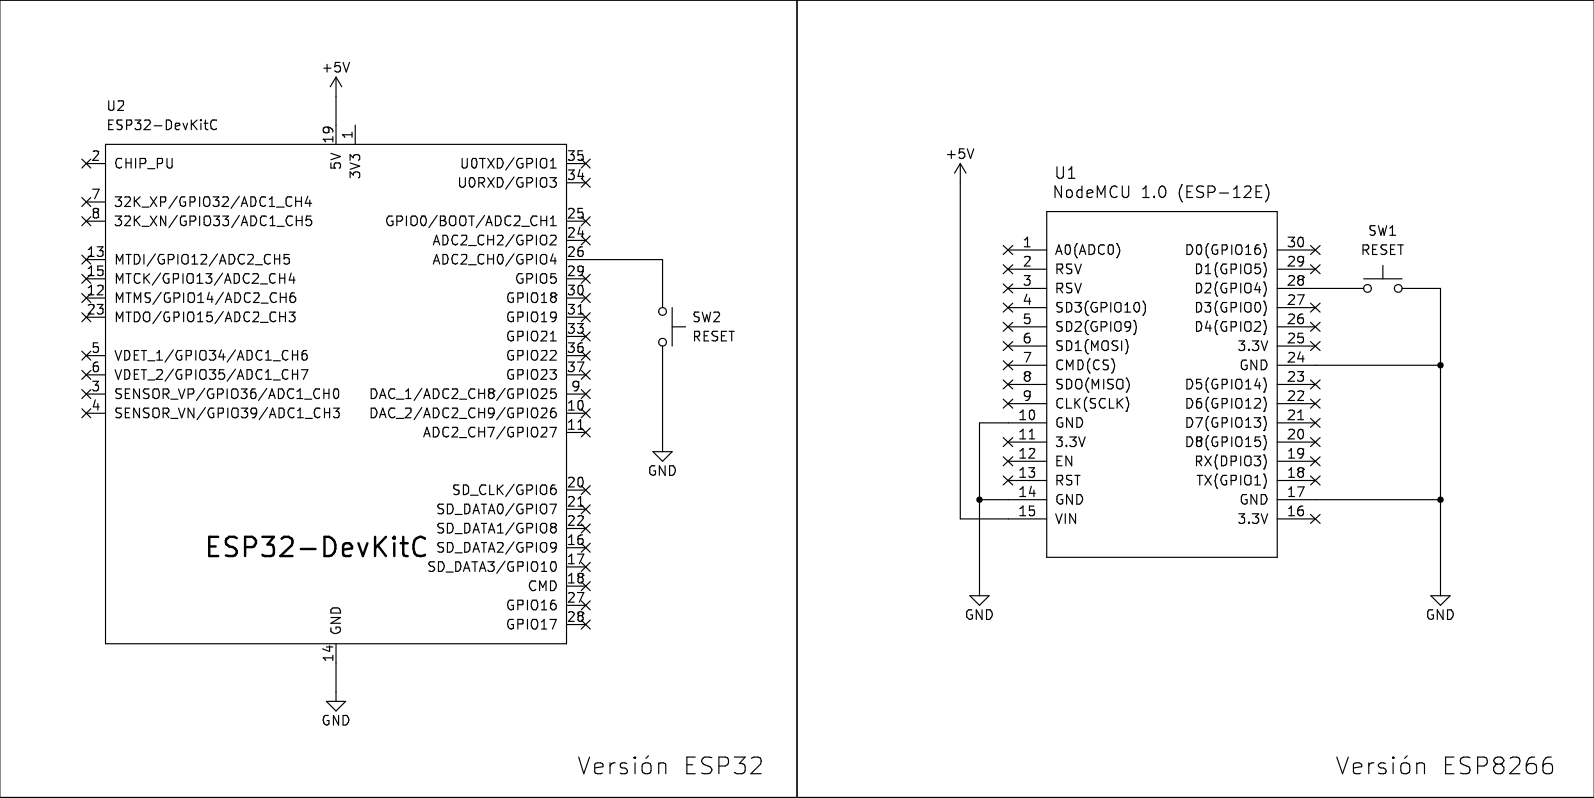 +5V
U2
ESP32-DevKitC
19
1
5V
3V3
2 CHIP_PU
7 32K_XP/GPIO32/ADC1_CH4
8 32K_XN/GPIO33/ADC1_CH5
13 MTDI/GPIO12/ADC2_CH5
15 MTCK/GPIO13/ADC2_CH4
12 MTMS/GPIO14/ADC2_CH6
23 MTDO/GPIO15/ADC2_CH3
5 VDET_1/GPIO34/ADC1_CH6
6 VDET_2/GPIO35/ADC1_CH7
3 SENSOR_VP/GPIO36/ADC1_CH0
4 SENSOR_VN/GPIO39/ADC1_CH3
U0TXD/GPIO1 35
U0RXD/GPIO3 34
GPIO0/BOOT/ADC2_CH1 25
ADC2_CH2/GPIO2 24
ADC2_CH0/GPIO4 26
GPIO5 29
GPIO18 30
GPIO19 31
GPIO21 33
GPIO22 36
GPIO23 37
DAC_1/ADC2_CH8/GPIO25 9
DAC_2/ADC2_CH9/GPIO26 10
ADC2_CH7/GPIO27 11
SD_CLK/GPIO6 20
SD_DATA0/GPIO7 21
SD_DATA1/GPIO8 22
SD_DATA2/GPIO9 16
SD_DATA3/GPIO10 17
CMD 18
GPIO16 27
GPIO17 28
ESP32-DevKitC
GND
14
GND
SW2
RESET
GND
Versión ESP32
+5V
U1
NodeMCU 1.0 (ESP-12E)
1 A0(ADC0)
2 RSV
3 RSV
4 SD3(GPIO10)
5 SD2(GPIO9)
6 SD1(MOSI)
7 CMD(CS)
8 SD0(MISO)
9 CLK(SCLK)
10 GND
11 3.3V
12 EN
13 RST
14 GND
15 VIN
D0(GPIO16) 30
D1(GPIO5) 29
D2(GPIO4) 28
D3(GPIO0) 27
D4(GPIO2) 26
3.3V 25
GND 24
D5(GPIO14) 23
D6(GPIO12) 22
D7(GPIO13) 21
D8(GPIO15) 20
RX(DPIO3) 19
TX(GPIO1) 18
GND 17
3.3V 16
SW1
RESET
GND
GND
Versión ESP8266